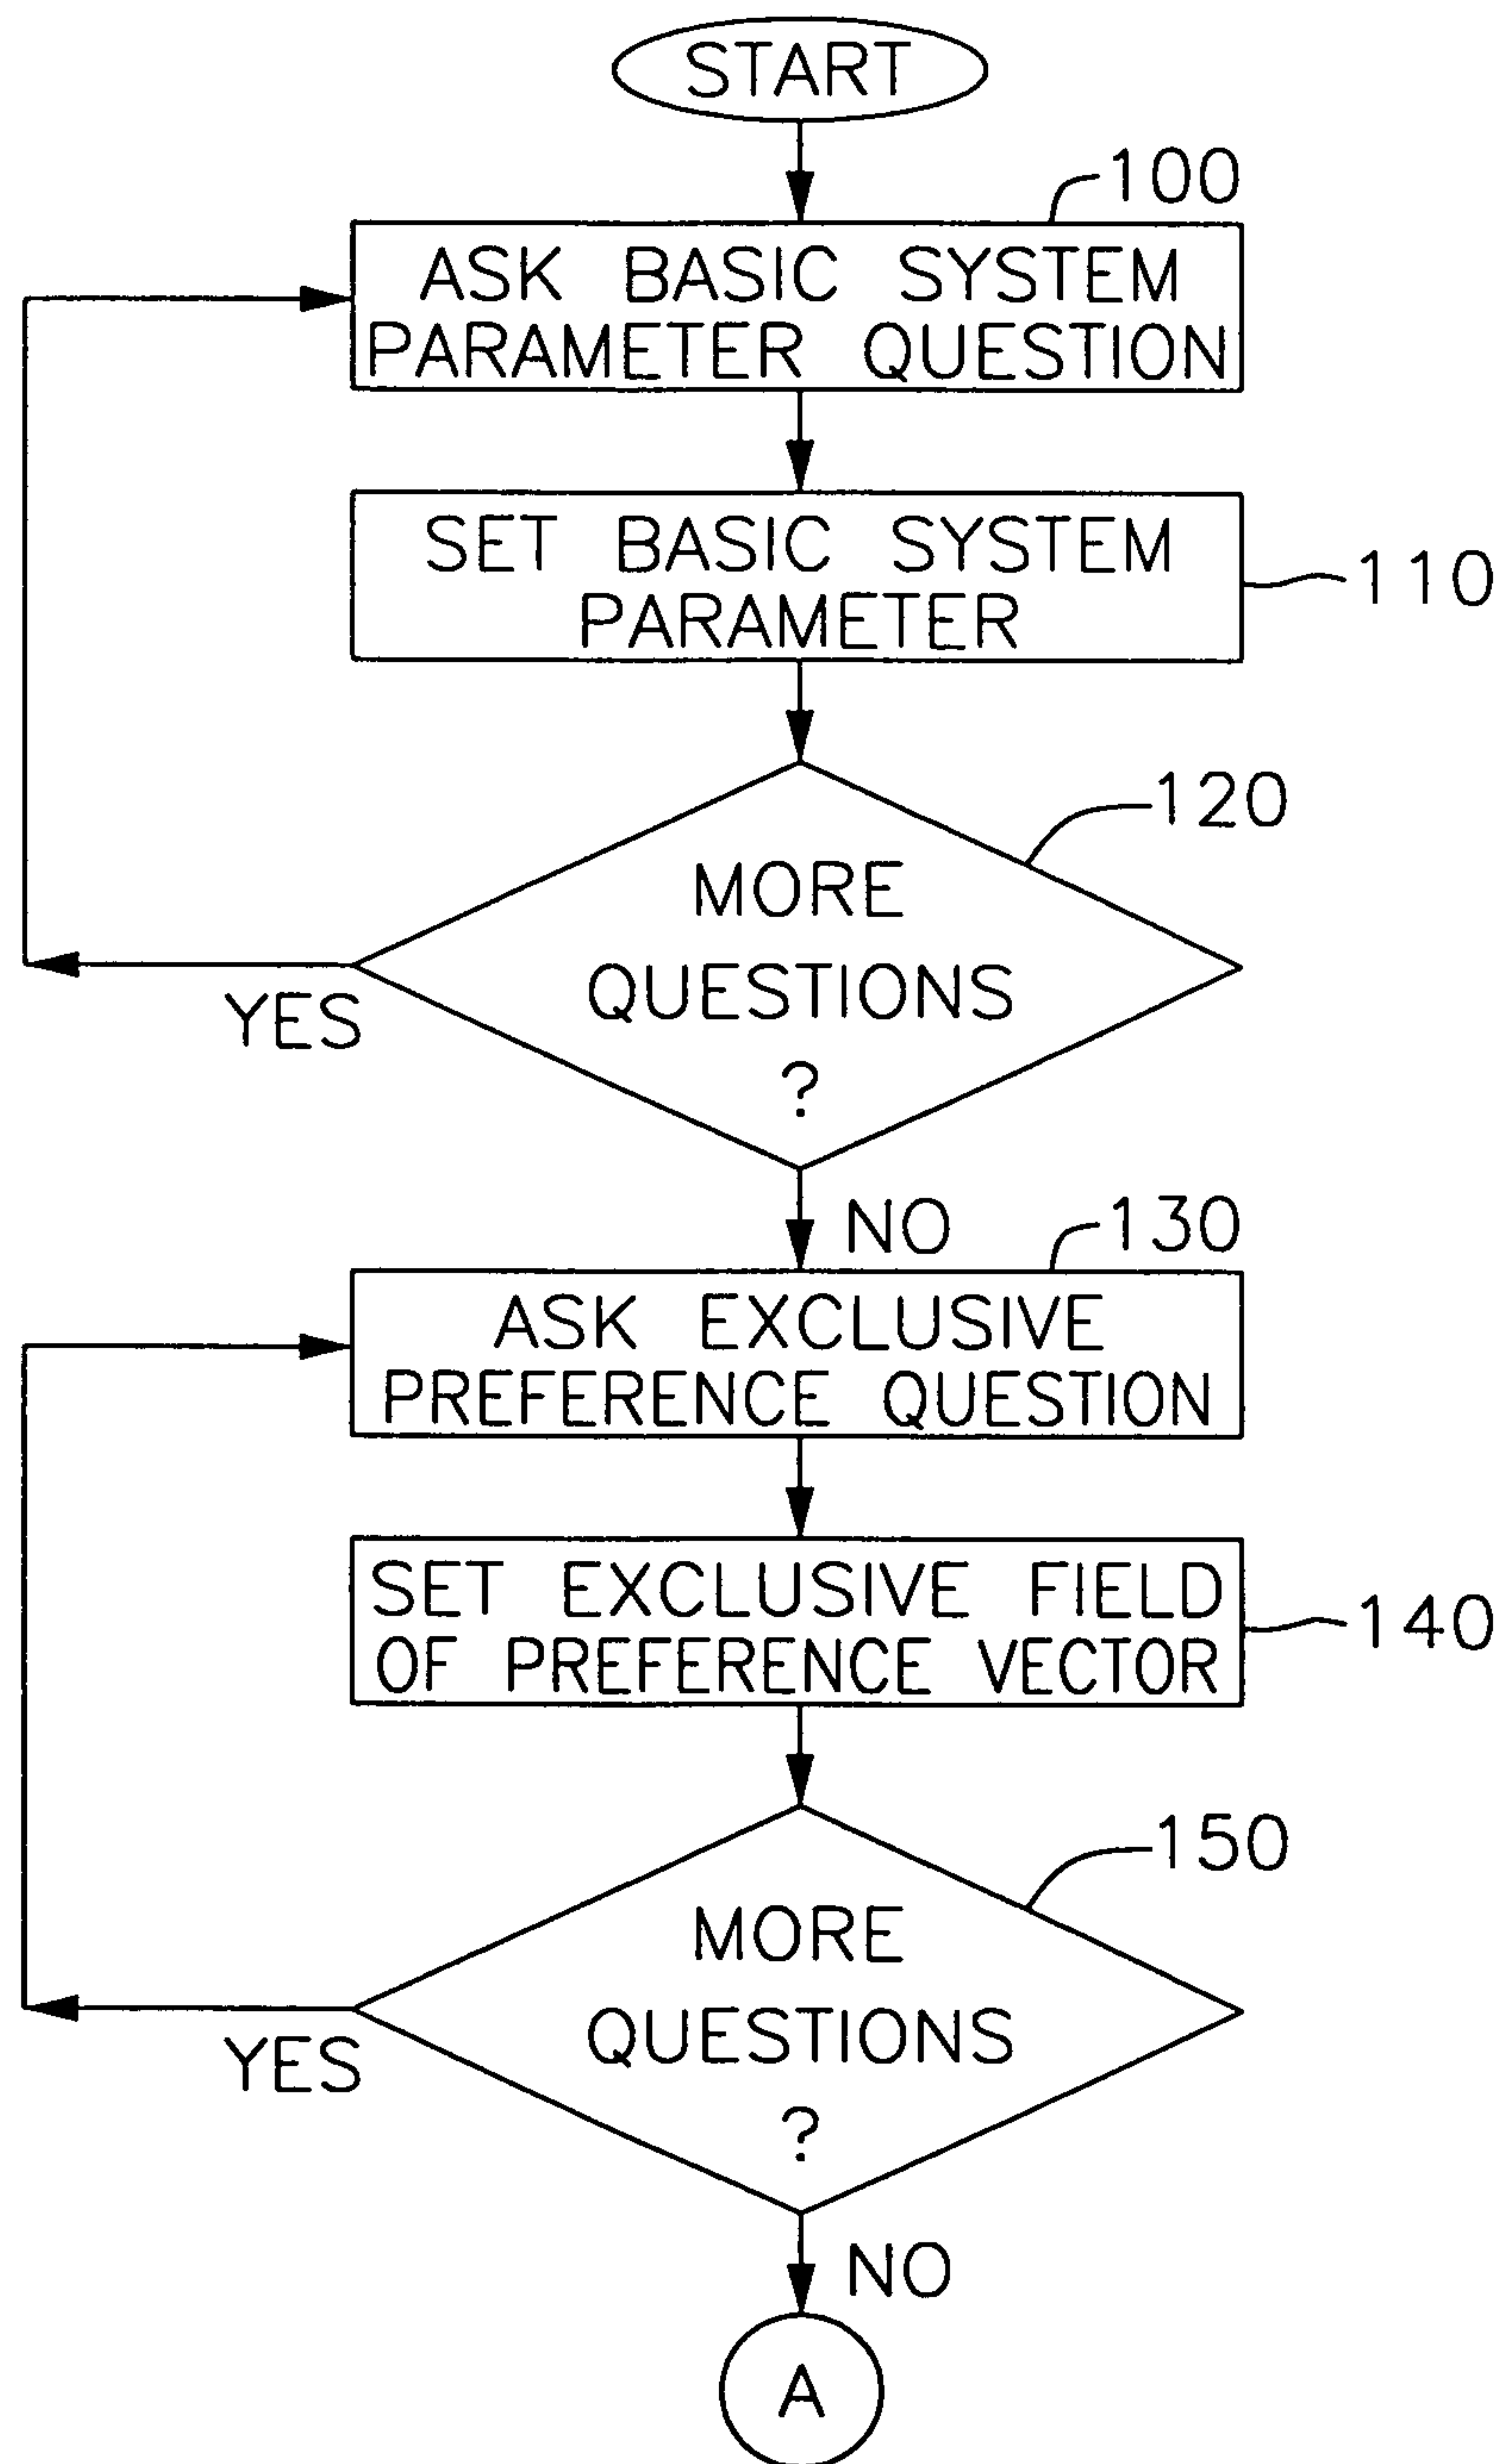 START
100
ASK BASIC SYSTEM
PARAMETER QUESTION
SET BASIC SYSTEM
PARAMETER
110
120
MORE
QUESTIONS
?
YES
NO
130
ASK EXCLUSIVE
PREFERENCE QUESTION
SET EXCLUSIVE FIELD
OF PREFERENCE VECTOR
140
150
MORE
QUESTIONS
?
YES
NO
A